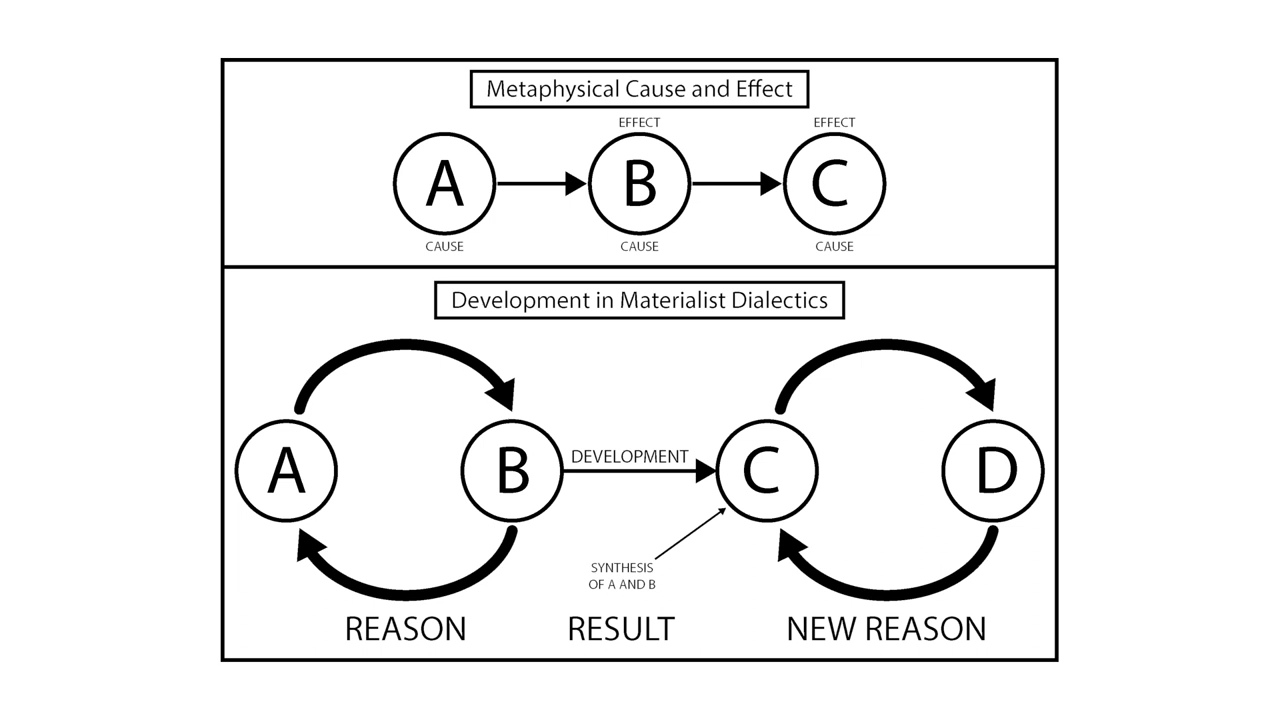 Metaphysical Cause and Effect
EFFECT
EFFECT
A
B
C
CAUSE
CAUSE
CAUSE
Development in Materialist Dialectics
A
B
DEVELOPMENT
C
D
SYNTHESIS
OF A AND B
REASON
RESULT
NEW REASON